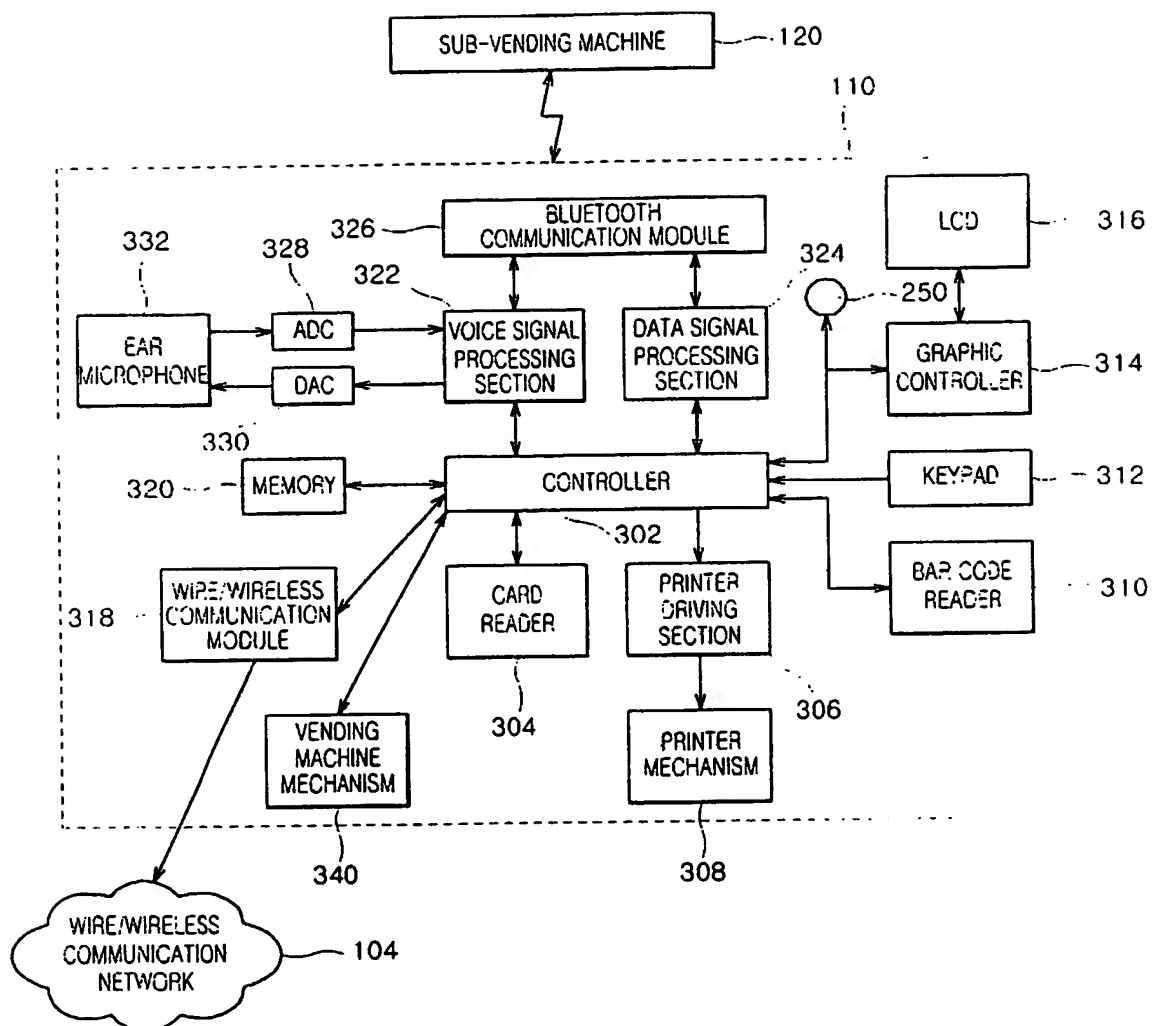 SUB-VENDING MACHINE
120
110
BLUETOOTH
COMMUNICATION MODULE
326
LCD
316
332
328
322
324
250
EAR
MICROPHONE
ADC
DAC
VOICE SIGNAL
PROCESSING
SECTION
DATA SIGNAL
PROCESSING
SECTION
GRAPHIC
CONTROLLER
314
330
320
MEMORY
CONTROLLER
302
KEYPAD
312
318
WIRE/WIRELESS
COMMUNICATION
MODULE
CARD
READER
304
PRINTER
DRIVING
SECTION
306
BAR CODE
READER
310
VENDING
MACHINE
MECHANISM
340
PRINTER
MECHANISM
308
WIRE/WIRELESS
COMMUNICATION
NETWORK
104